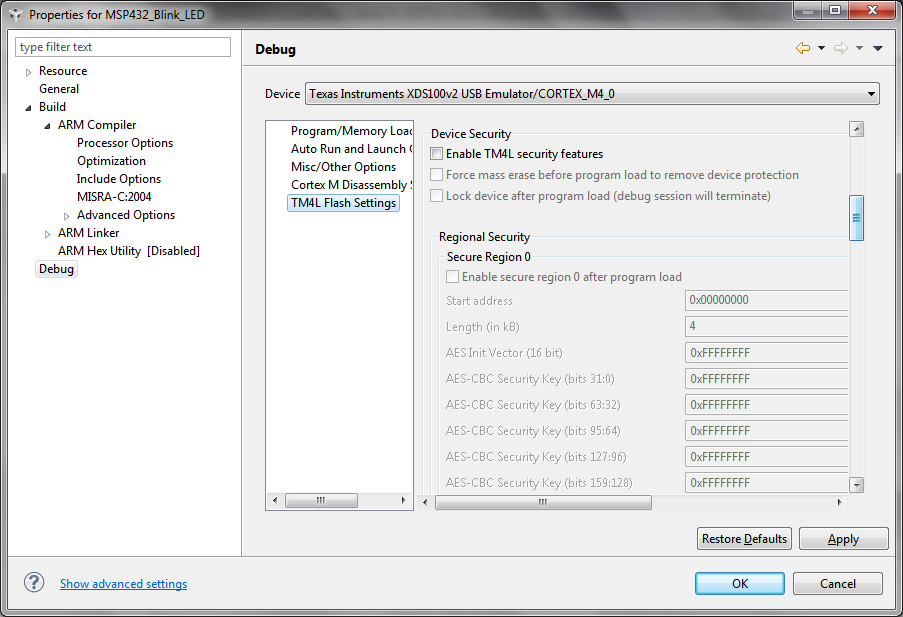 Properties for MSP432_Blink_LED
type filter text
Resource
General
Build
ARM Compiler
Processor Options
Optimization
Include Options
MISRA-C:2004
Advanced Options
ARM Linker
ARM Hex Utility [Disabled]
Debug
Debug
Device Texas Instruments XDS100v2 USB Emulator/CORTEX_M4_0
Program/Memory Loa
Auto Run and Launch
Misc/Other Options
Cortex M Disassembly
TM4L Flash Settings
Device Security
Enable TM4L security features
Force mass erase before program load to remove device protection
Lock device after program load (debug session will terminate)
Regional Security
Secure Region 0
Enable secure region 0 after program load
Start address 0x00000000
Length (in kB) 4
AES Init Vector (16 bit) 0xFFFFFFFF
AES-CBC Security Key (bits 31:0) 0xFFFFFFFF
AES-CBC Security Key (bits 63:32) 0xFFFFFFFF
AES-CBC Security Key (bits 95:64) 0xFFFFFFFF
AES-CBC Security Key (bits 127:96) 0xFFFFFFFF
AES-CBC Security Key (bits 159:128) 0xFFFFFFFF
Restore Defaults Apply
? Show advanced settings OK Cancel